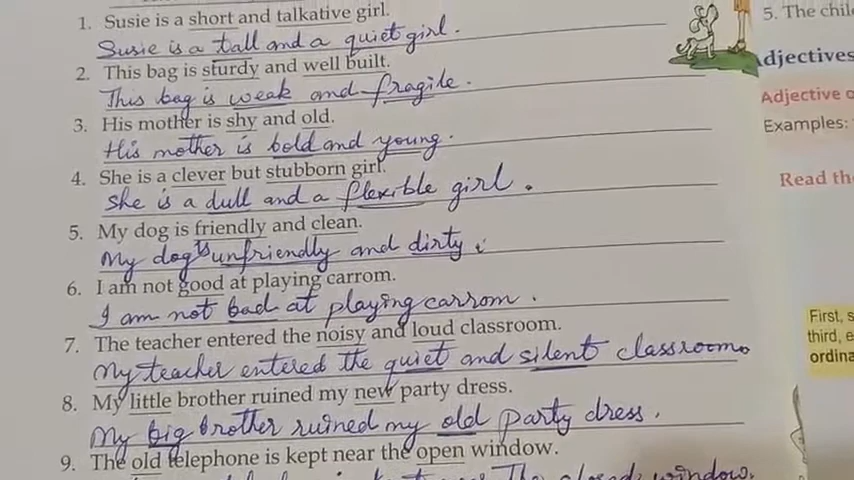 1. Susie is a short and talkative girl.
Susie is a tall and a quiet girl.
2. This bag is sturdy and well built.
This bag is weak and fragile.
3. His mother is shy and old.
His mother is bold and young.
4. She is a clever but stubborn girl.
She is a dull and a flexible girl.
5. My dog is friendly and clean.
My dog is unfriendly and dirty.
6. I am not good at playing carrom.
I am not bad at playing carrom.
7. The teacher entered the noisy and loud classroom.
My teacher entered the quiet and silent classroom.
8. My little brother ruined my new party dress.
My big brother ruined my old party dress.
9. The old telephone is kept near the open window.
The closed window.
5. The chil
djectives
Adjective o
Examples:
Read th
First, s
third, e
ordina